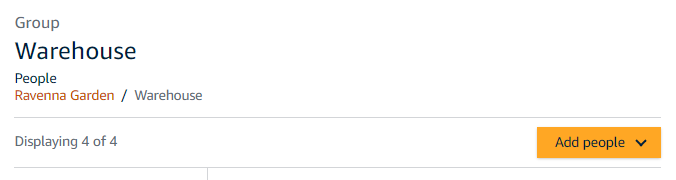 Group
Warehouse
People
Ravenna Garden / Warehouse
Displaying 4 of 4
Add people